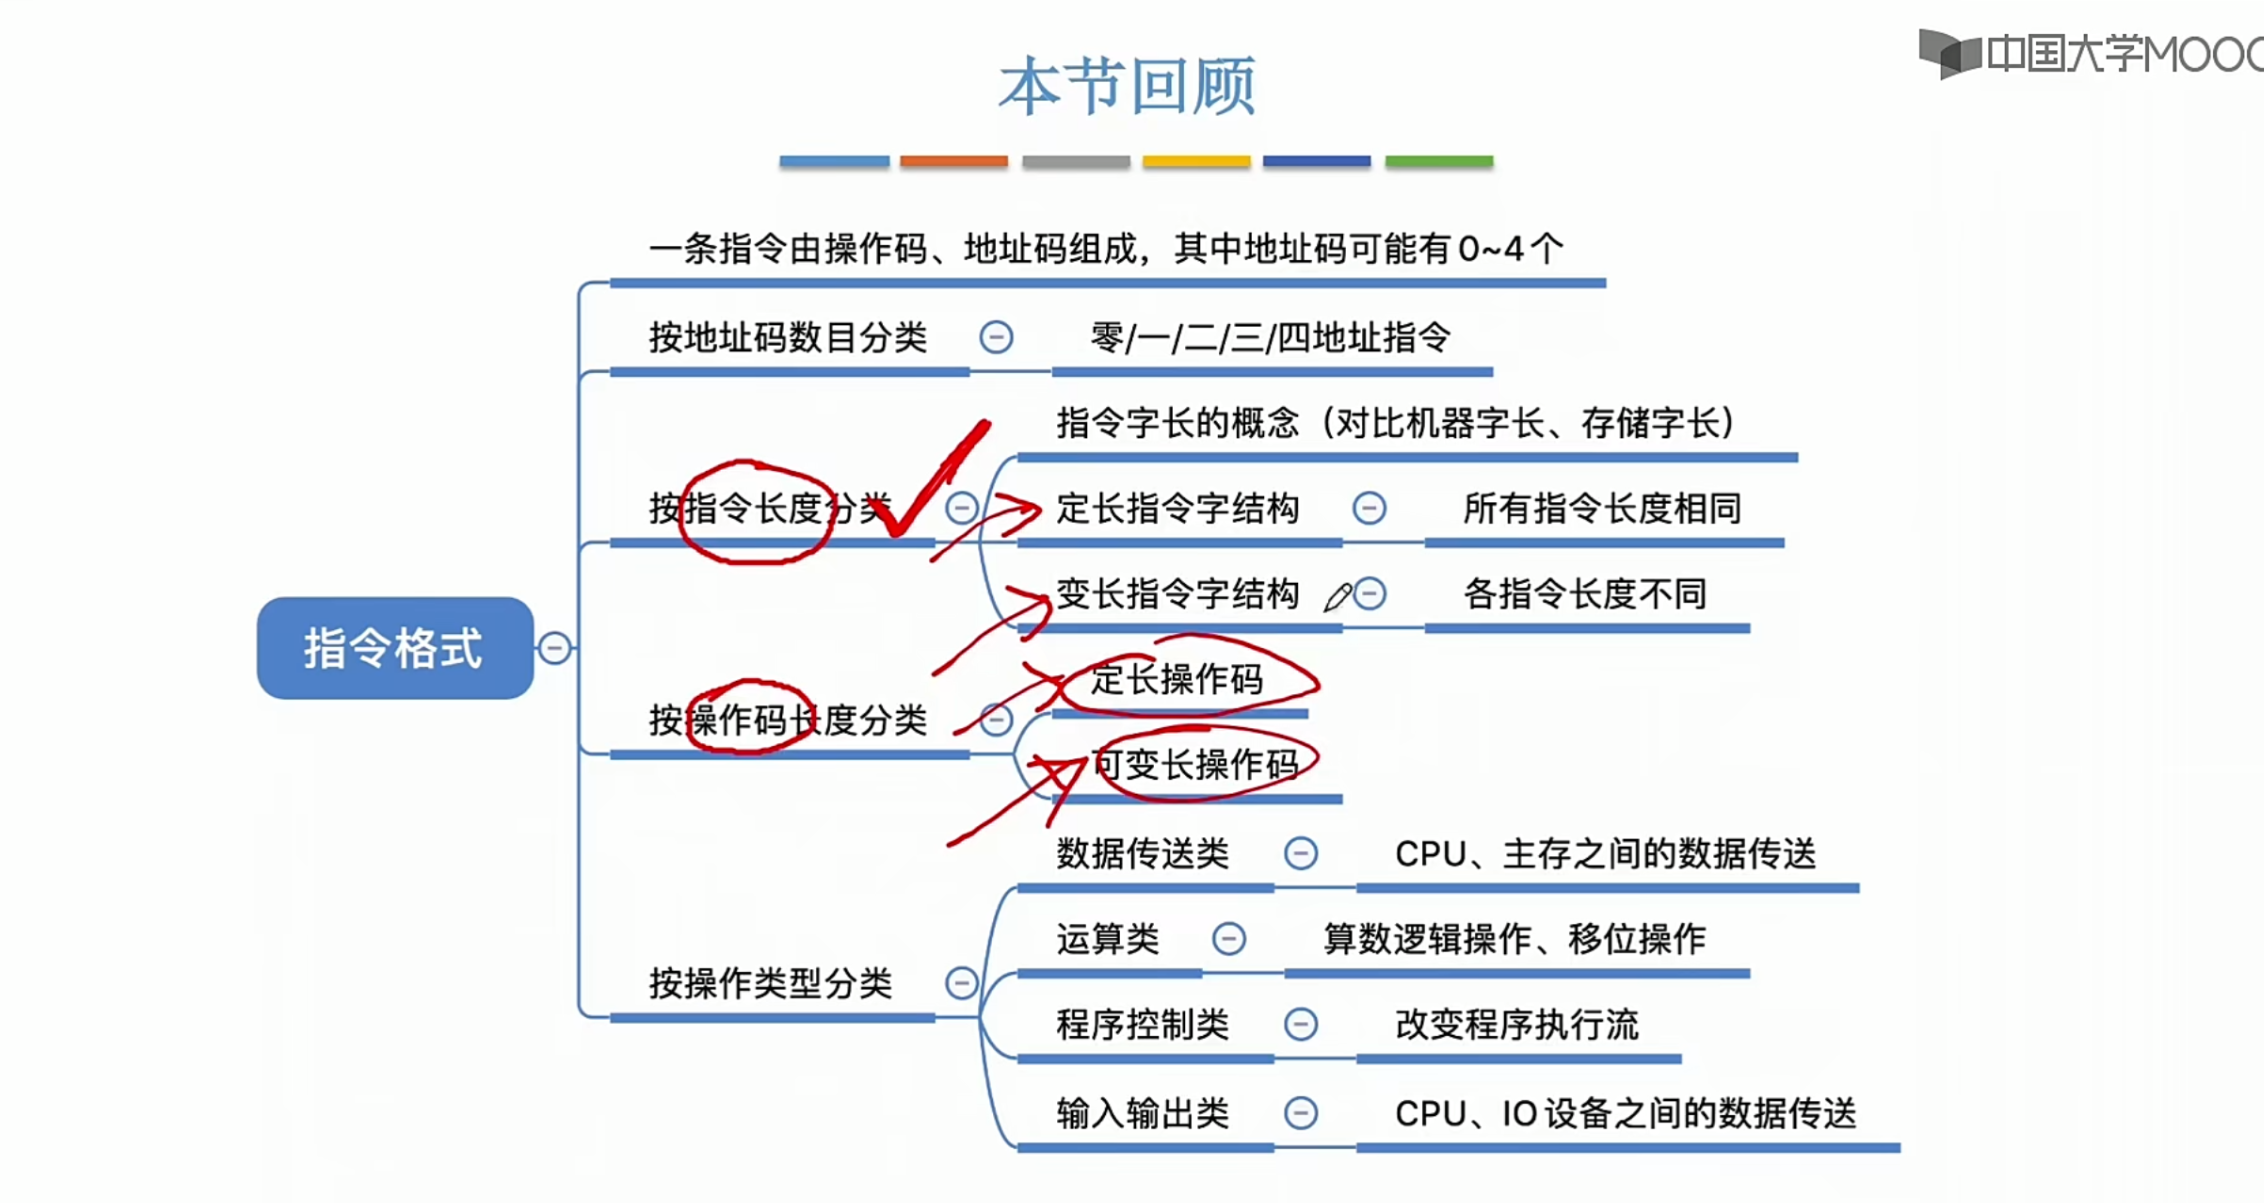 中国大学MOOC
本节回顾
一条指令由操作码、地址码组成，其中地址码可能有0~4个
按地址码数目分类
零/一/二/三/四地址指令
按指令长度分类
指令字长的概念（对比机器字长、存储字长）
定长指令字结构
所有指令长度相同
变长指令字结构
各指令长度不同
指令格式
按操作码长度分类
定长操作码
可变长操作码
按操作类型分类
数据传送类
CPU、主存之间的数据传送
运算类
算数逻辑操作、移位操作
程序控制类
改变程序执行流
输入输出类
CPU、IO设备之间的数据传送